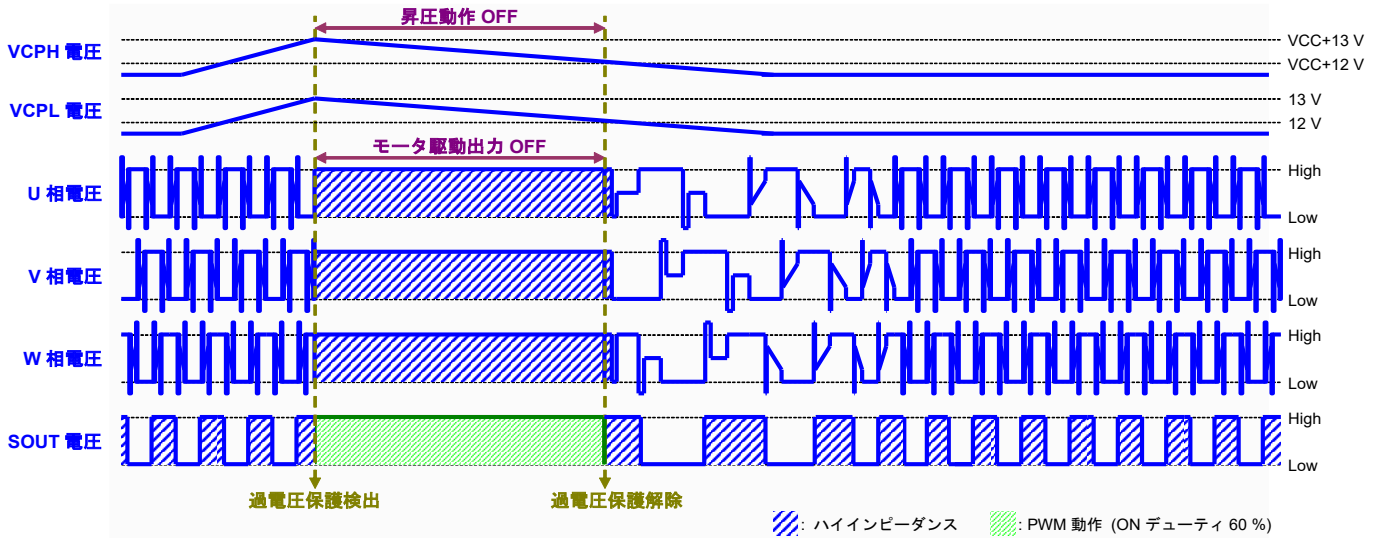 昇圧動作 OFF
VCPH 電圧
VCC+13 V
VCC+12 V
VCPL 電圧
13 V
12 V
モータ駆動出力 OFF
U 相電圧
High
Low
V 相電圧
High
Low
W 相電圧
High
Low
SOUT 電圧
High
Low
過電圧保護検出
過電圧保護解除
: ハイインピーダンス
: PWM 動作 (ON デューティ 60 %)